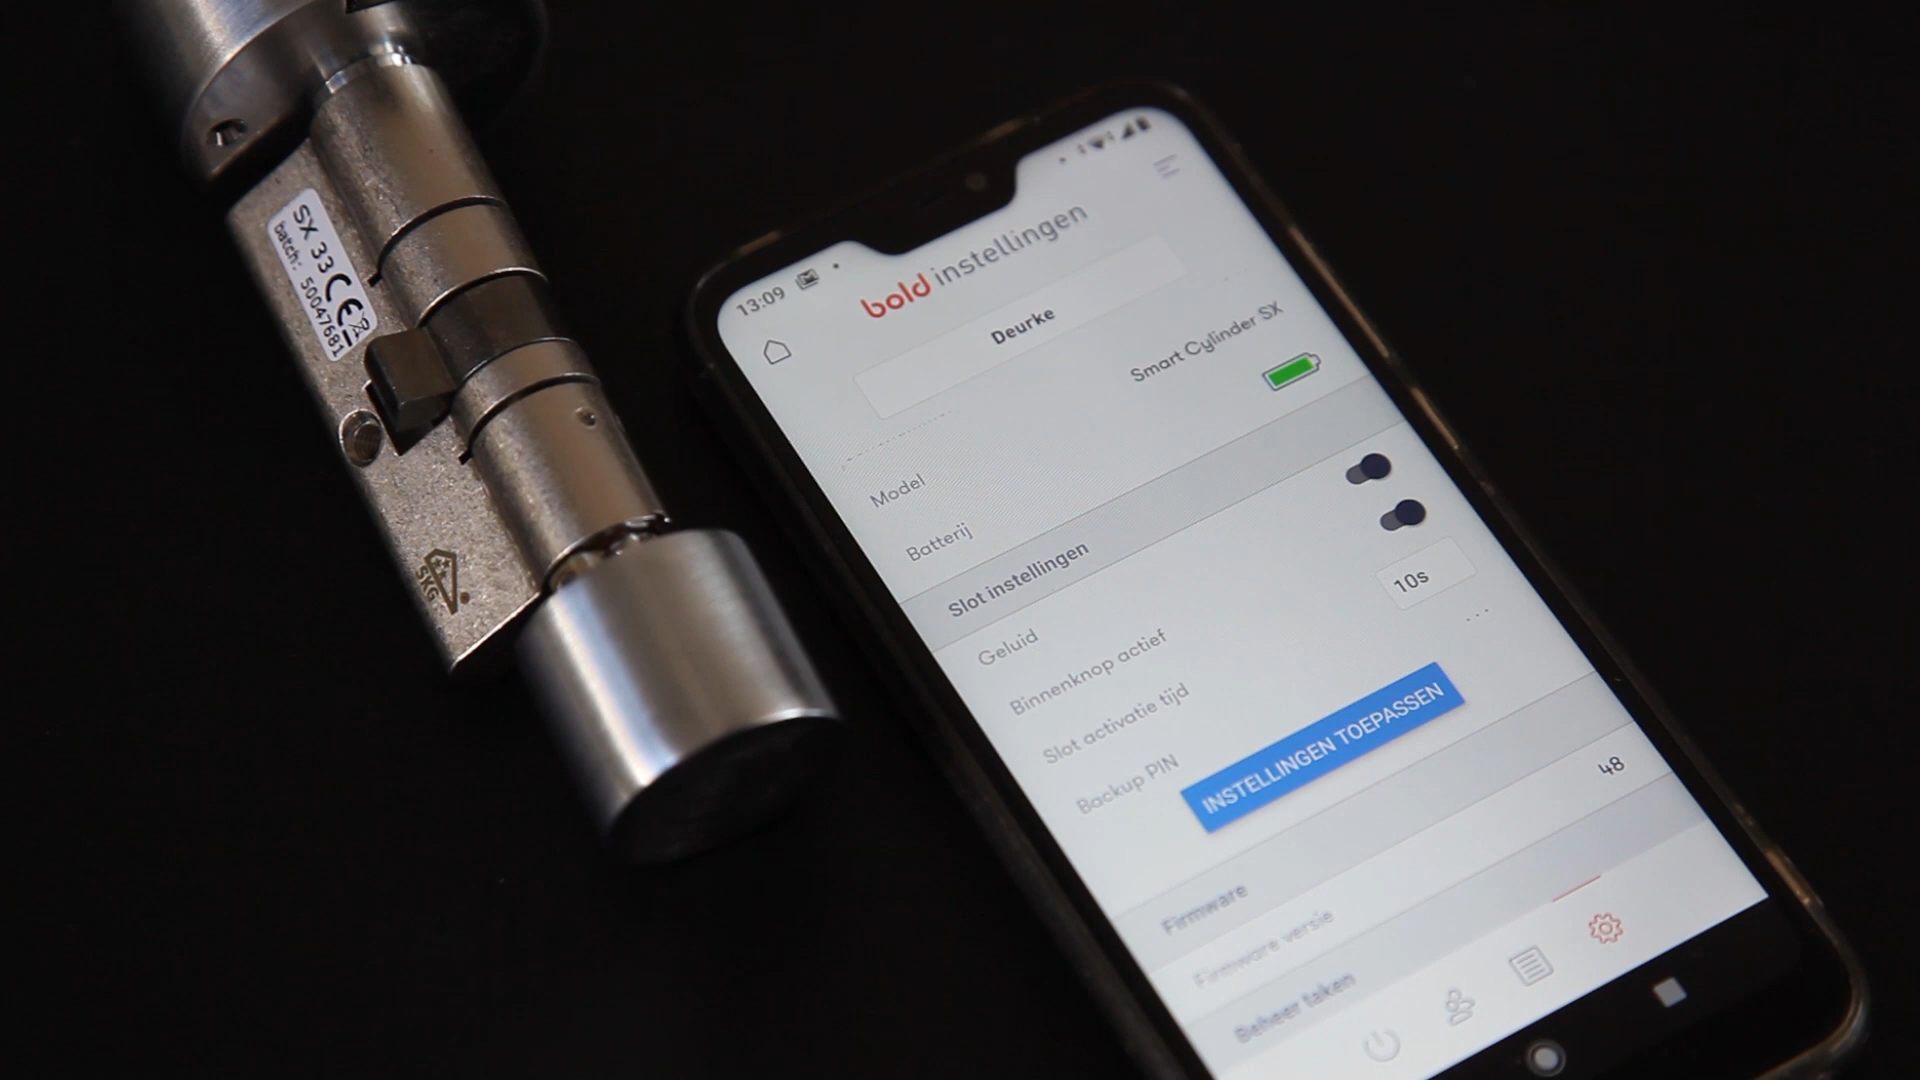 SX 33 CE
batch: 50047681
SKG
13:09
bold instellingen
Deurke
Model Smart Cylinder SX
Batterij
Slot instellingen
Geluid
Binnenknop actief
Slot activatie tijd 10s
Backup PIN ...
INSTELLINGEN TOEPASSEN
Firmware
Firmware versie 48
Beheer taken